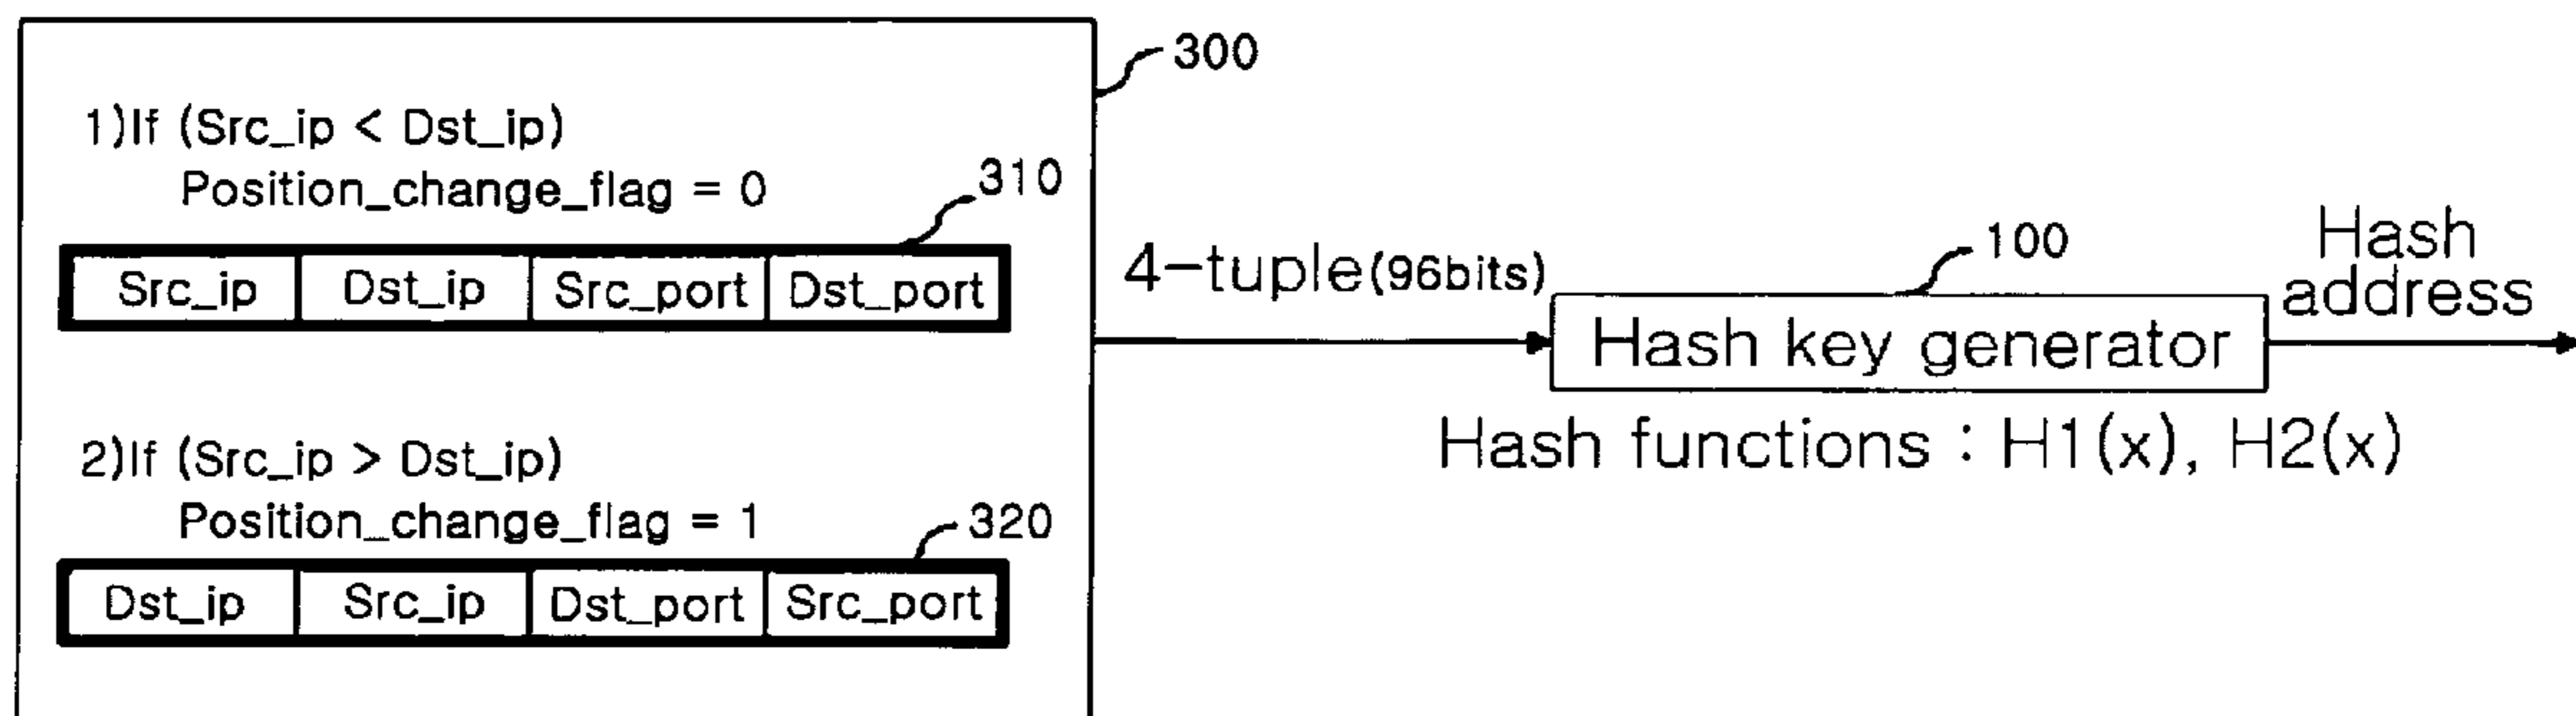 300
1)If (Src_ip < Dst_ip)
Position_change_flag = 0
310
Src_ip Dst_ip Src_port Dst_port
2)If (Src_ip > Dst_ip)
Position_change_flag = 1
320
Dst_ip Src_ip Dst_port Src_port
4-tuple(96bits)
100
Hash key generator
Hash functions : H1(x), H2(x)
Hash
address